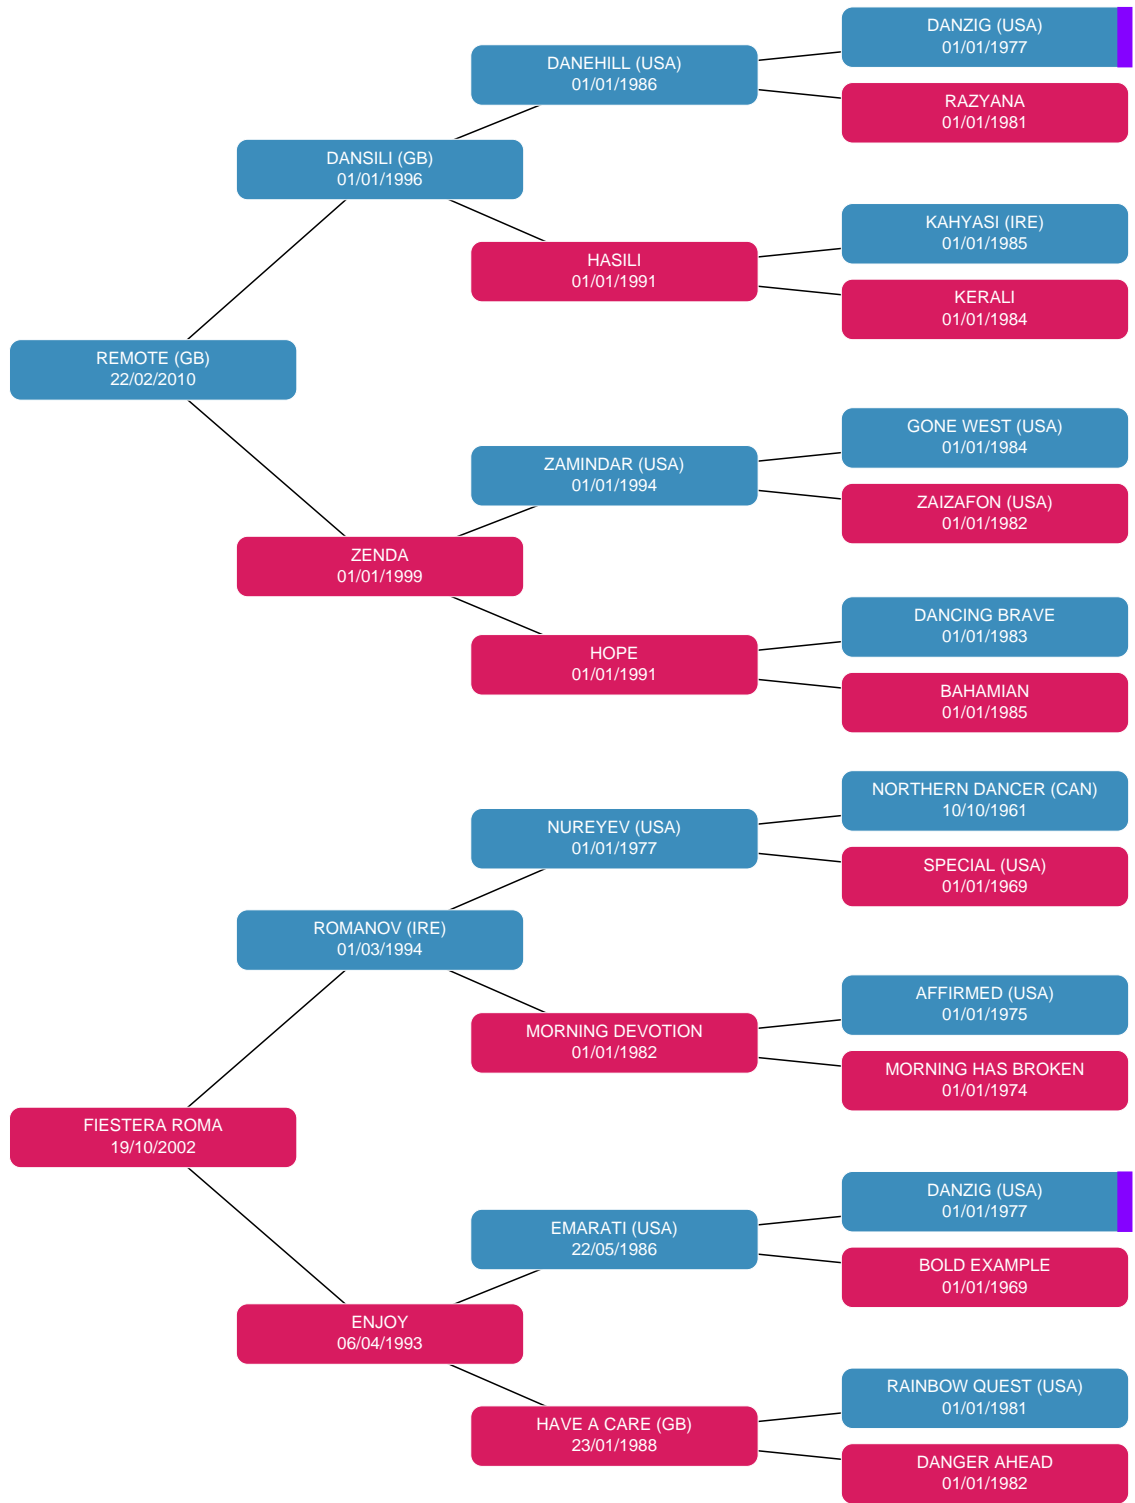 DANZIG (USA)
01/01/1977
DANEHILL (USA)
01/01/1986
RAZYANA
01/01/1981
DANSILI (GB)
01/01/1996
KAHYASI (IRE)
01/01/1985
HASILI
01/01/1991
KERALI
01/01/1984
REMOTE (GB)
22/02/2010
GONE WEST (USA)
01/01/1984
ZAMINDAR (USA)
01/01/1994
ZAIZAFON (USA)
01/01/1982
ZENDA
01/01/1999
DANCING BRAVE
01/01/1983
HOPE
01/01/1991
BAHAMIAN
01/01/1985
NORTHERN DANCER (CAN)
10/10/1961
NUREYEV (USA)
01/01/1977
SPECIAL (USA)
01/01/1969
ROMANOV (IRE)
01/03/1994
AFFIRMED (USA)
01/01/1975
MORNING DEVOTION
01/01/1982
MORNING HAS BROKEN
01/01/1974
FIESTERA ROMA
19/10/2002
DANZIG (USA)
01/01/1977
EMARATI (USA)
22/05/1986
BOLD EXAMPLE
01/01/1969
ENJOY
06/04/1993
RAINBOW QUEST (USA)
01/01/1981
HAVE A CARE (GB)
23/01/1988
DANGER AHEAD
01/01/1982